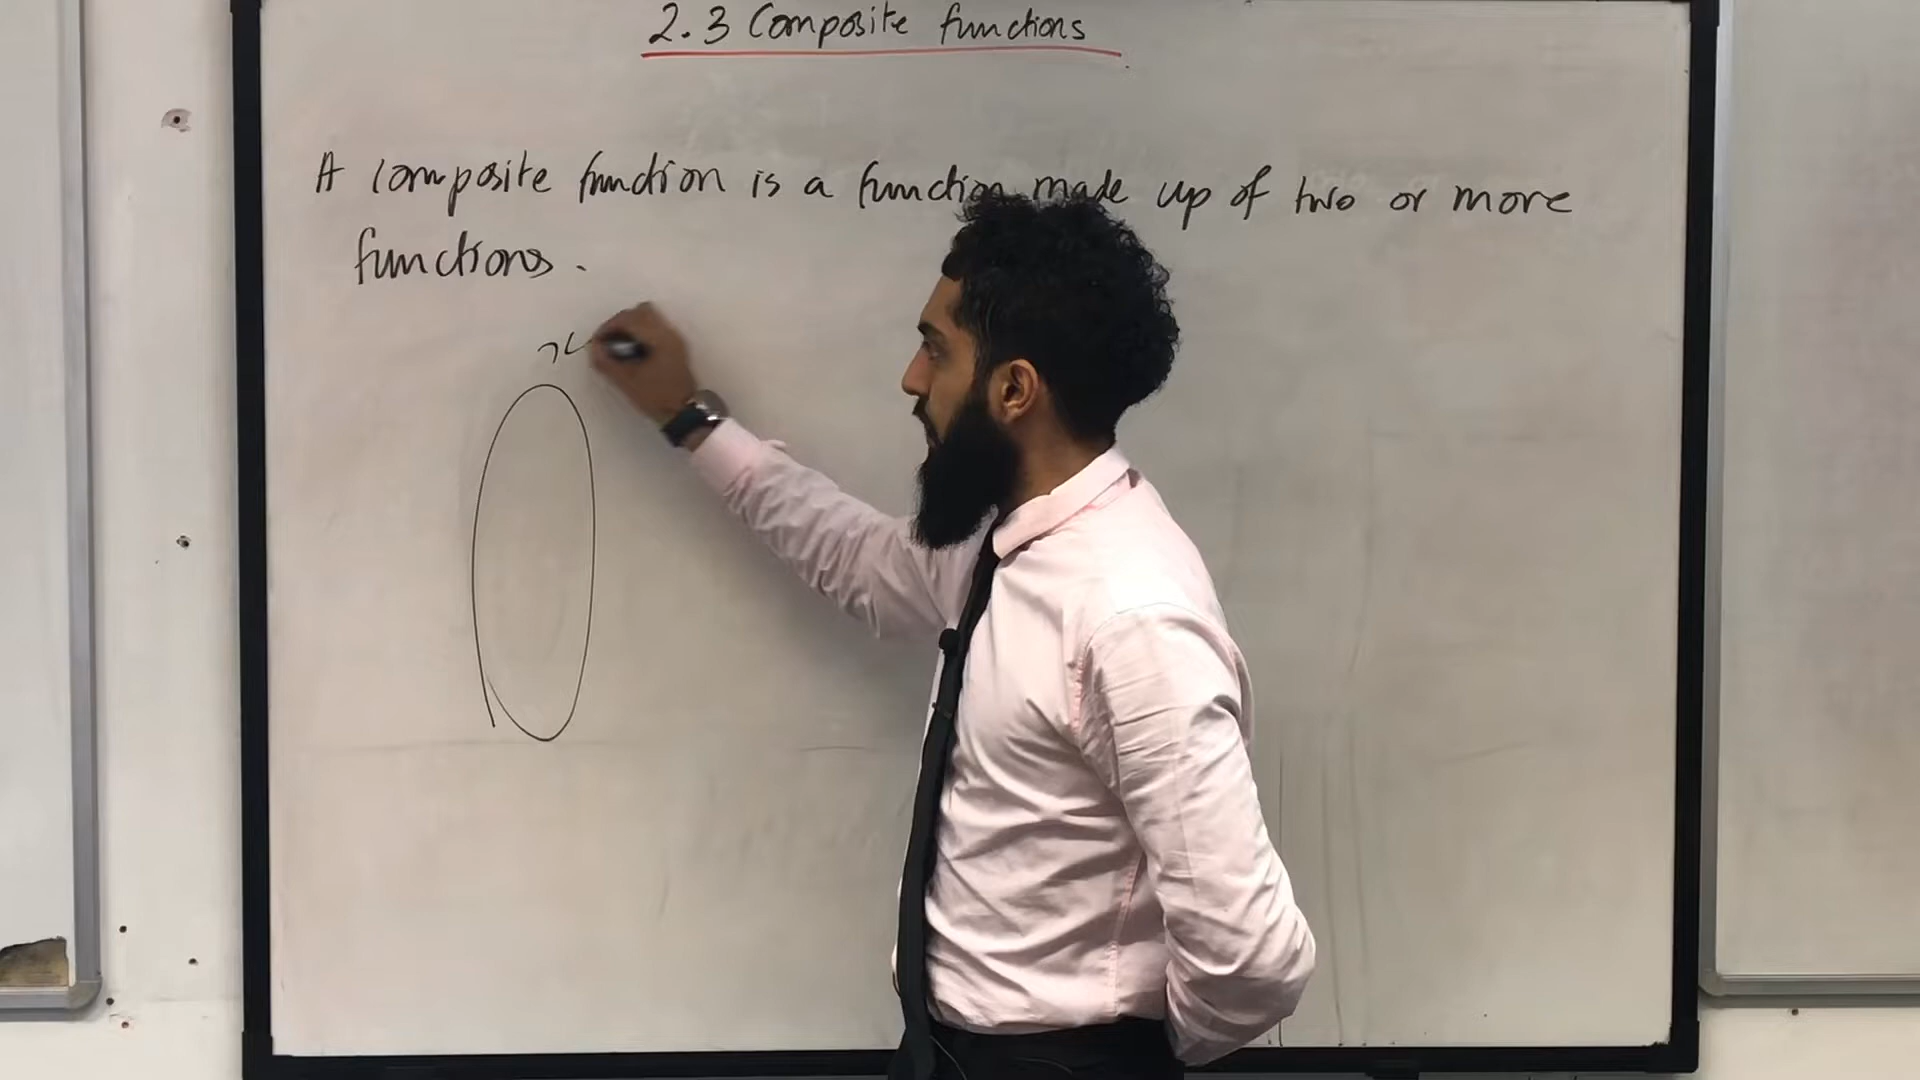 2.3 Composite functions
A composite function is a function made up of two or more
functions.
x